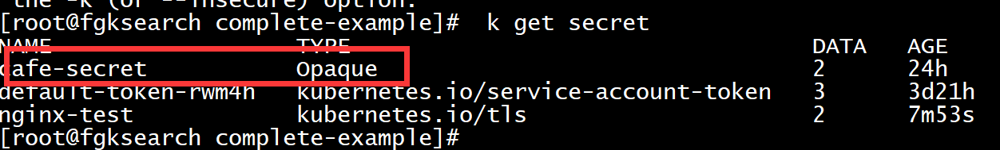 the -k (or --insecure) option.
[root@fgksearch complete-example]#  k get secret
NAME                  TYPE                                  DATA   AGE
cafe-secret           Opaque                                2      24h
default-token-rwm4h   kubernetes.io/service-account-token   3      3d21h
nginx-test            kubernetes.io/tls                     2      7m53s
[root@fgksearch complete-example]#